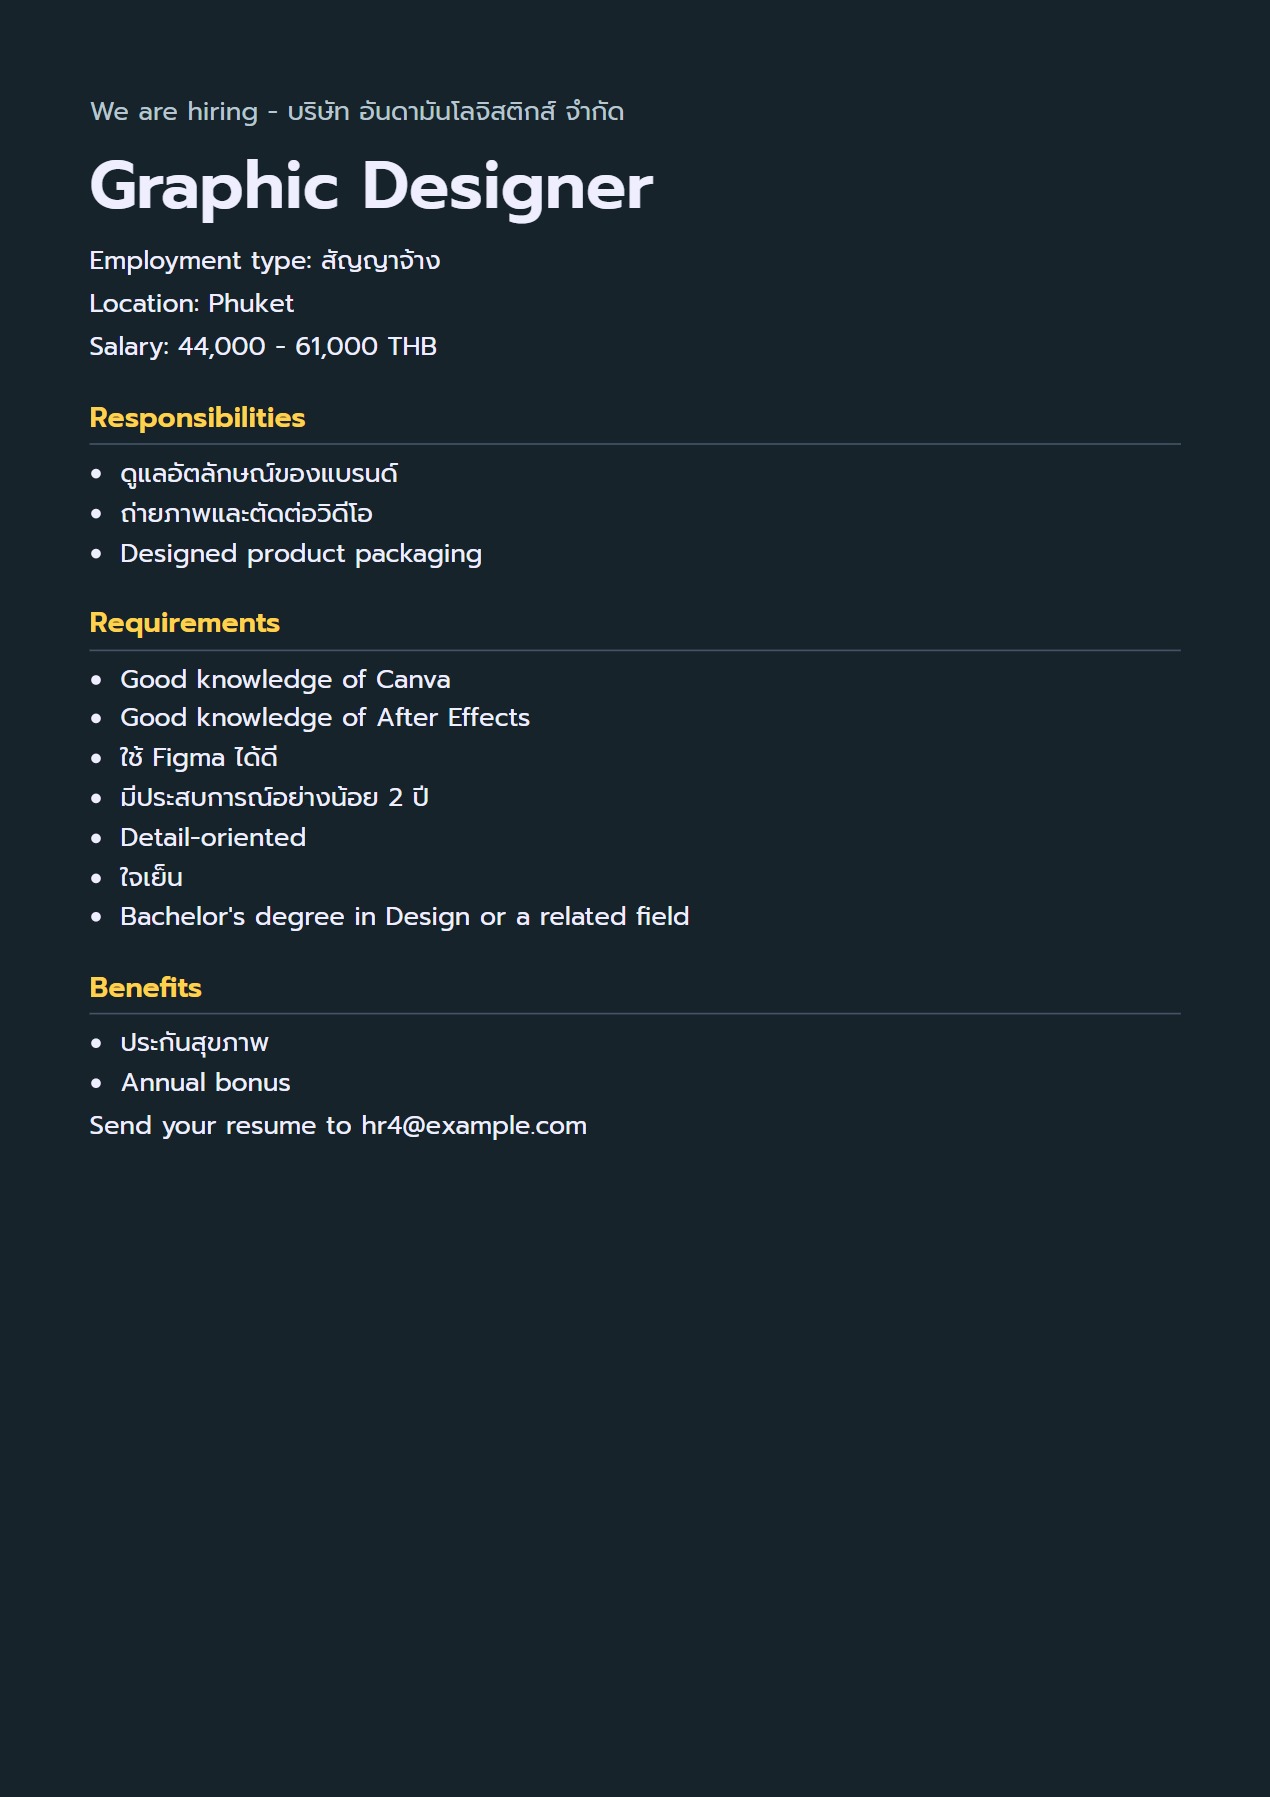 We are hiring - บริษัท อันดามันโลจิสติกส์ จำกัด
Graphic Designer
Employment type: สัญญาจ้าง
Location: Phuket
Salary: 44,000 - 61,000 THB
Responsibilities
• ดูแลอัตลักษณ์ของแบรนด์
• ถ่ายภาพและตัดต่อวิดีโอ
• Designed product packaging
Requirements
• Good knowledge of Canva
• Good knowledge of After Effects
• ใช้ Figma ได้ดี
• มีประสบการณ์อย่างน้อย 2 ปี
• Detail-oriented
• ใจเย็น
• Bachelor's degree in Design or a related field
Benefits
• ประกันสุขภาพ
• Annual bonus
Send your resume to hr4@example.com